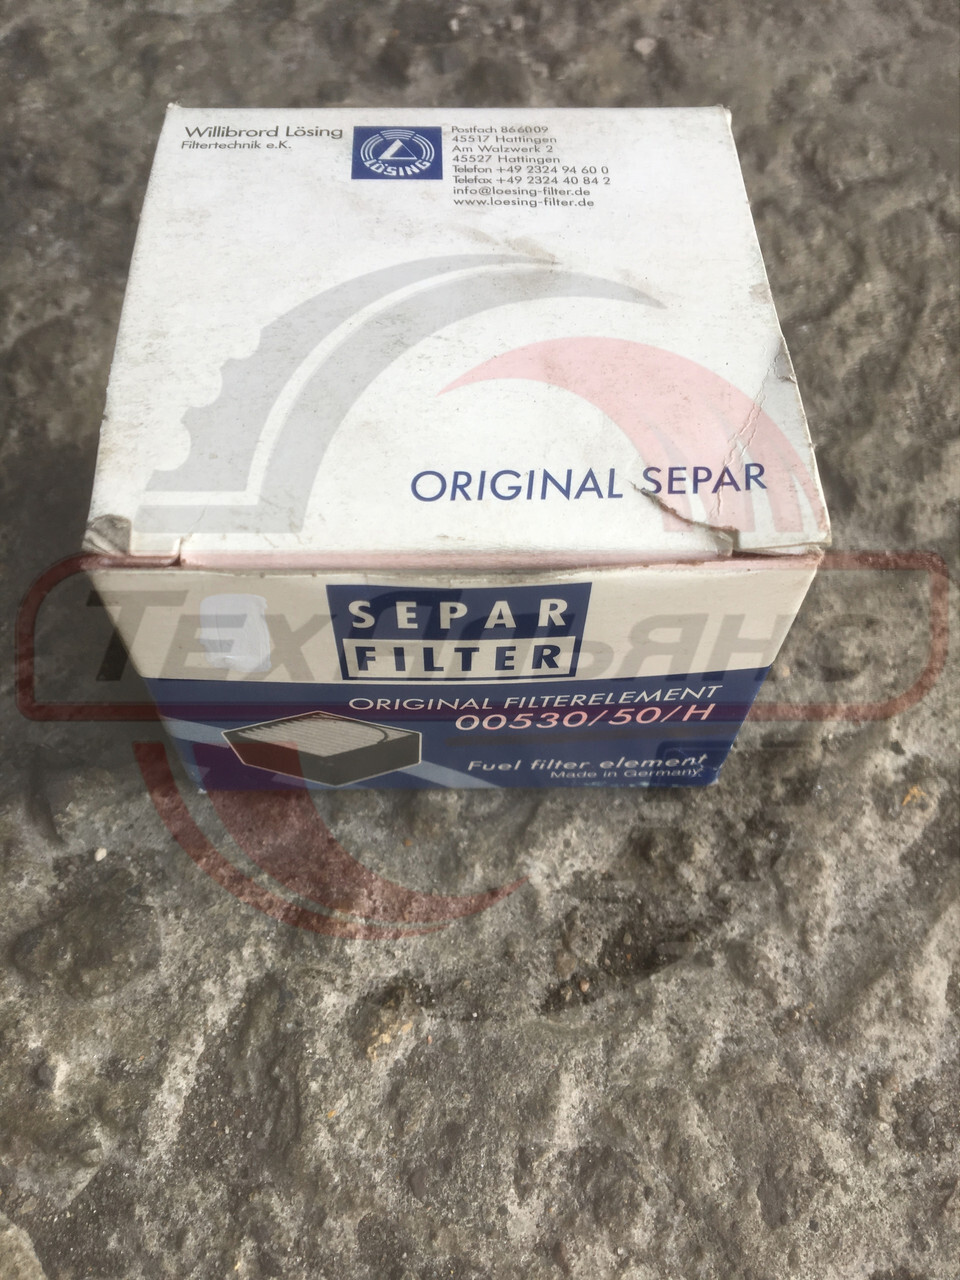 Willibrord Lösing
Filtertechnik e.K.
LÖSING
Postfach 866009
45517 Hattingen
Am Walzwerk 2
45527 Hattingen
Telefon +49 2324 94 60 0
Telefax +49 2324 40 84 2
info@loesing-filter.de
www.loesing-filter.de
ORIGINAL SEPAR
SEPAR
FILTER
ТехАльянс
ORIGINAL FILTERELEMENT
00530/50/H
Fuel filter element
Made in Germany